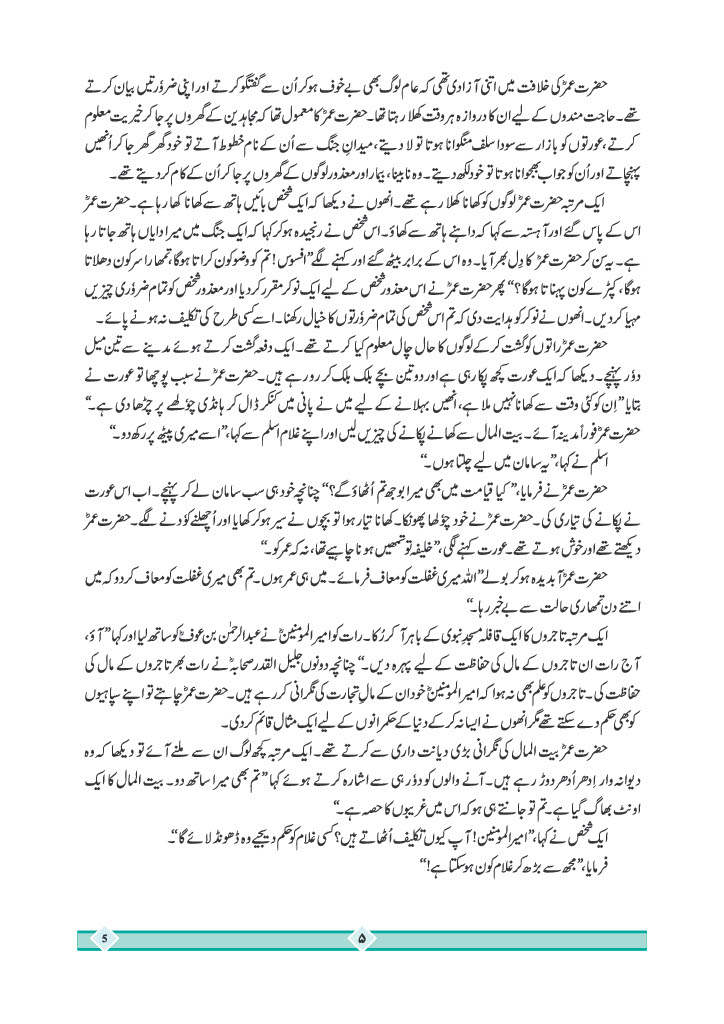 حضرت عمرؓ کی خلافت میں اتنی آزادی تھی کہ عام لوگ بھی بے خوف ہوکر اُن سے گفتگو کرتے اور اپنی ضرورتیں بیان کرتے
تھے۔ حاجت مندوں کے لیے ان کا دروازہ ہر وقت کھلا رہتا تھا۔ حضرت عمرؓ کا معمول تھا کہ مجاہدین کے گھروں پر جا کر خیریت معلوم
کرتے، عورتوں کو بازار سے سودا سلف منگوانا ہوتا تو لا دیتے، میدانِ جنگ سے اُن کے نام خطوط آتے تو خود گھر گھر جا کر اُنھیں
پہنچاتے اور اُن کو جواب بھجوانا ہوتا تو خود لکھ دیتے۔ وہ نابینا، بیمار اور معذور لوگوں کے گھروں پر جا کر اُن کے کام کر دیتے تھے۔
ایک مرتبہ حضرت عمرؓ لوگوں کو کھانا کھلا رہے تھے۔ انھوں نے دیکھا کہ ایک شخص بائیں ہاتھ سے کھانا کھا رہا ہے۔ حضرت عمرؓ
اس کے پاس گئے اور آہستہ سے کہا کہ داہنے ہاتھ سے کھاؤ۔ اس شخص نے رنجیدہ ہوکر کہا کہ ایک جنگ میں میرا دایاں ہاتھ جاتا رہا
ہے۔ یہ سن کر حضرت عمرؓ کا دِل بھر آیا۔ وہ اس کے برابر بیٹھ گئے اور کہنے لگے ”افسوس! تم کو وضو کون کراتا ہوگا، تمھارا سر کون دھلاتا
ہوگا، کپڑے کون پہناتا ہوگا؟“ پھر حضرت عمرؓ نے اس معذور شخص کے لیے ایک نوکر مقرر کر دیا اور معذور شخص کو تمام ضروری چیزیں
مہیا کر دیں۔ انھوں نے نوکر کو ہدایت دی کہ تم اس شخص کی تمام ضرورتوں کا خیال رکھنا۔ اسے کسی طرح کی تکلیف نہ ہونے پائے۔
حضرت عمرؓ راتوں کو گشت کرکے لوگوں کا حال چال معلوم کیا کرتے تھے۔ ایک دفعہ گشت کرتے ہوئے مدینے سے تین میل
دور پہنچے۔ دیکھا کہ ایک عورت کچھ پکا رہی ہے اور دو تین بچے بلک بلک کر رو رہے ہیں۔ حضرت عمرؓ نے سبب پوچھا تو عورت نے
بتایا ”اِن کو کئی وقت سے کھانا نہیں ملا ہے، انھیں بہلانے کے لیے میں نے پانی میں کنکر ڈال کر ہانڈی چولھے پر چڑھا دی ہے۔“
حضرت عمرؓ فوراً مدینہ آئے۔ بیت المال سے کھانے پکانے کی چیزیں لیں اور اپنے غلام اسلم سے کہا، ”اسے میری پیٹھ پر رکھ دو۔“
اسلم نے کہا، ”یہ سامان میں لیے چلتا ہوں۔“
حضرت عمرؓ نے فرمایا، ”کیا قیامت میں بھی میرا بوجھ تم اُٹھاؤ گے؟“ چنانچہ خود ہی سب سامان لے کر پہنچے۔ اب اس عورت
نے پکانے کی تیاری کی۔ حضرت عمرؓ نے خود چولھا پھونکا۔ کھانا تیار ہوا تو بچوں نے سیر ہوکر کھایا اور اُچھلنے کودنے لگے۔ حضرت عمرؓ
دیکھتے تھے اور خوش ہوتے تھے۔ عورت کہنے لگی، ”خلیفہ تو تمھیں ہونا چاہیے تھا، نہ کہ عمر کو۔“
حضرت عمرؓ آبدیدہ ہوکر بولے ”اللہ میری غفلت کو معاف فرمائے۔ میں ہی عمر ہوں۔ تم بھی میری غفلت کو معاف کر دو کہ میں
اتنے دن تمھاری حالت سے بے خبر رہا۔“
ایک مرتبہ تاجروں کا ایک قافلہ مسجدِ نبوی کے باہر آکر رُکا۔ رات کو امیرالمومنینؓ نے عبدالرحمٰن بن عوفؓ کو ساتھ لیا اور کہا ”آؤ،
آج رات ان تاجروں کے مال کی حفاظت کے لیے پہرہ دیں۔“ چنانچہ دونوں جلیل القدر صحابہؓ نے رات بھر تاجروں کے مال کی
حفاظت کی۔ تاجروں کو علم بھی نہ ہوا کہ امیرالمومنینؓ خود ان کے مالِ تجارت کی نگرانی کر رہے ہیں۔ حضرت عمرؓ چاہتے تو اپنے سپاہیوں
کو بھی حکم دے سکتے تھے مگر انھوں نے ایسا نہ کرکے دنیا کے حکمرانوں کے لیے ایک مثال قائم کر دی۔
حضرت عمرؓ بیت المال کی نگرانی بڑی دیانت داری سے کرتے تھے۔ ایک مرتبہ کچھ لوگ ان سے ملنے آئے تو دیکھا کہ وہ
دیوانہ وار اِدھر اُدھر دوڑ رہے ہیں۔ آنے والوں کو دور ہی سے اشارہ کرتے ہوئے کہا ”تم بھی میرا ساتھ دو۔ بیت المال کا ایک
اونٹ بھاگ گیا ہے۔ تم تو جانتے ہی ہو کہ اس میں غریبوں کا حصہ ہے۔“
ایک شخص نے کہا، ”امیرالمومنین! آپ کیوں تکلیف اُٹھاتے ہیں؟ کسی غلام کو حکم دیجیے وہ ڈھونڈ لائے گا“۔
فرمایا، ”مجھ سے بڑھ کر غلام کون ہوسکتا ہے!“
5
۵